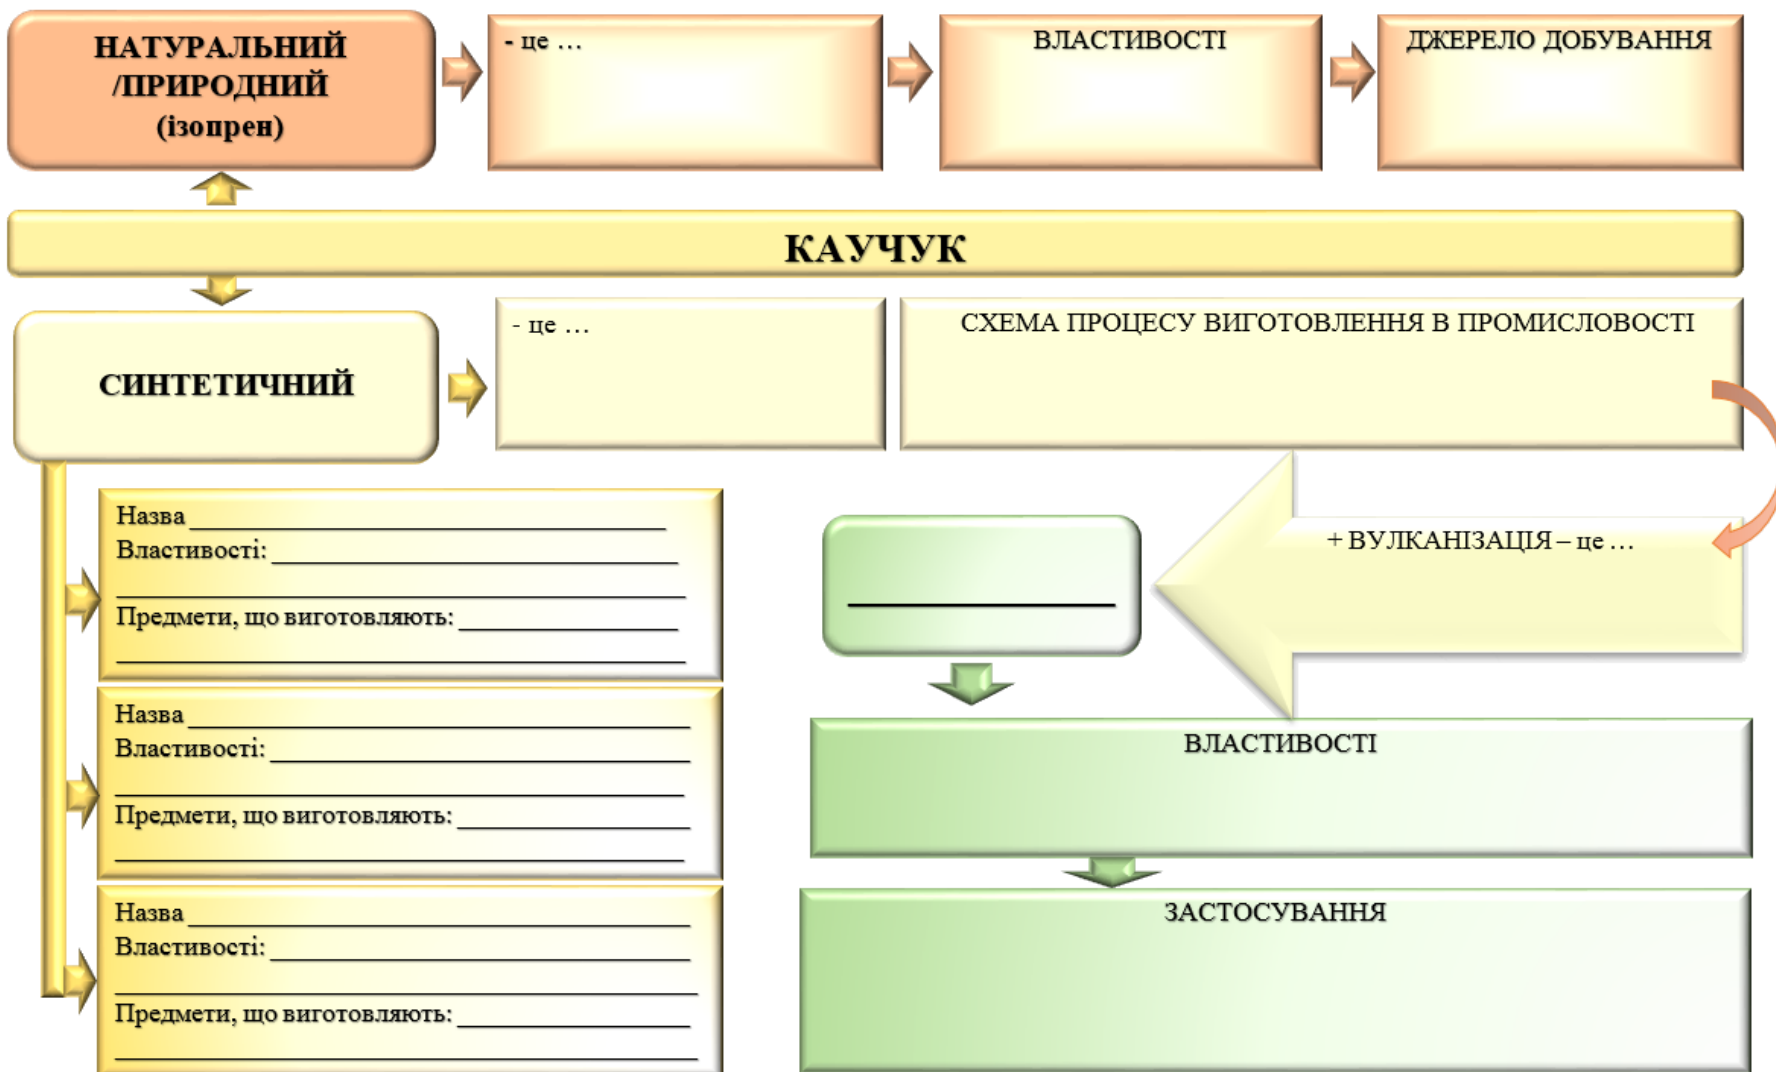 НАТУРАЛЬНИЙ
/ПРИРОДНИЙ
(ізопрен)
- це …
ВЛАСТИВОСТІ
ДЖЕРЕЛО ДОБУВАННЯ
КАУЧУК
СИНТЕТИЧНИЙ
- це …
СХЕМА ПРОЦЕСУ ВИГОТОВЛЕННЯ В ПРОМИСЛОВОСТІ
Назва
Властивості:
Предмети, що виготовляють:
Назва
Властивості:
Предмети, що виготовляють:
Назва
Властивості:
Предмети, що виготовляють:
+ ВУЛКАНІЗАЦІЯ – це …
ВЛАСТИВОСТІ
ЗАСТОСУВАННЯ